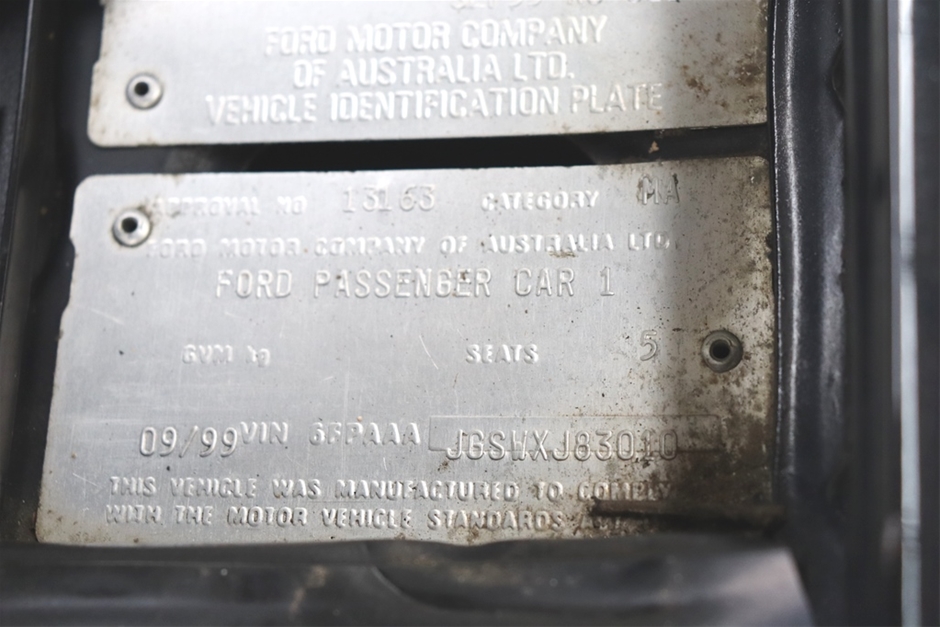 FORD MOTOR COMPANY
OF AUSTRALIA LTD.
VEHICLE IDENTIFICATION PLATE
APPROVAL NO 13163 CATEGORY MA
FORD MOTOR COMPANY OF AUSTRALIA LTD.
FORD PASSENGER CAR 1
GVM kg SEATS 5
09/99 VIN 6FPAAA JGSWXJ83010
THIS VEHICLE WAS MANUFACTURED TO COMPLY
WITH THE MOTOR VEHICLE STANDARDS